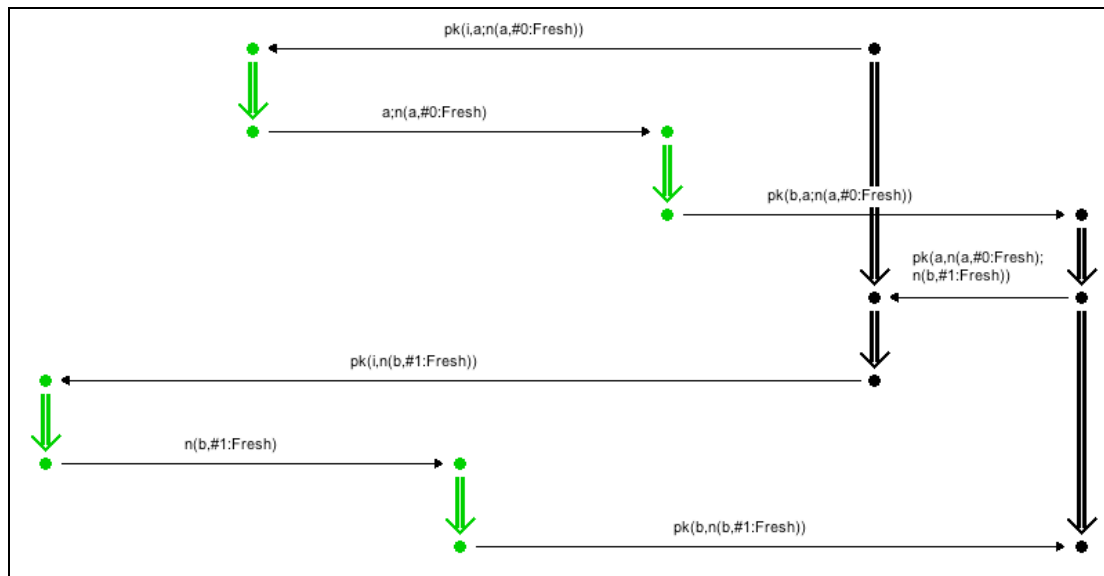 pk(i,a;n(a,#0:Fresh))
a;n(a,#0:Fresh)
pk(b,a;n(a,#0:Fresh))
pk(a,n(a,#0:Fresh);
n(b,#1:Fresh))
pk(i,n(b,#1:Fresh))
n(b,#1:Fresh)
pk(b,n(b,#1:Fresh))